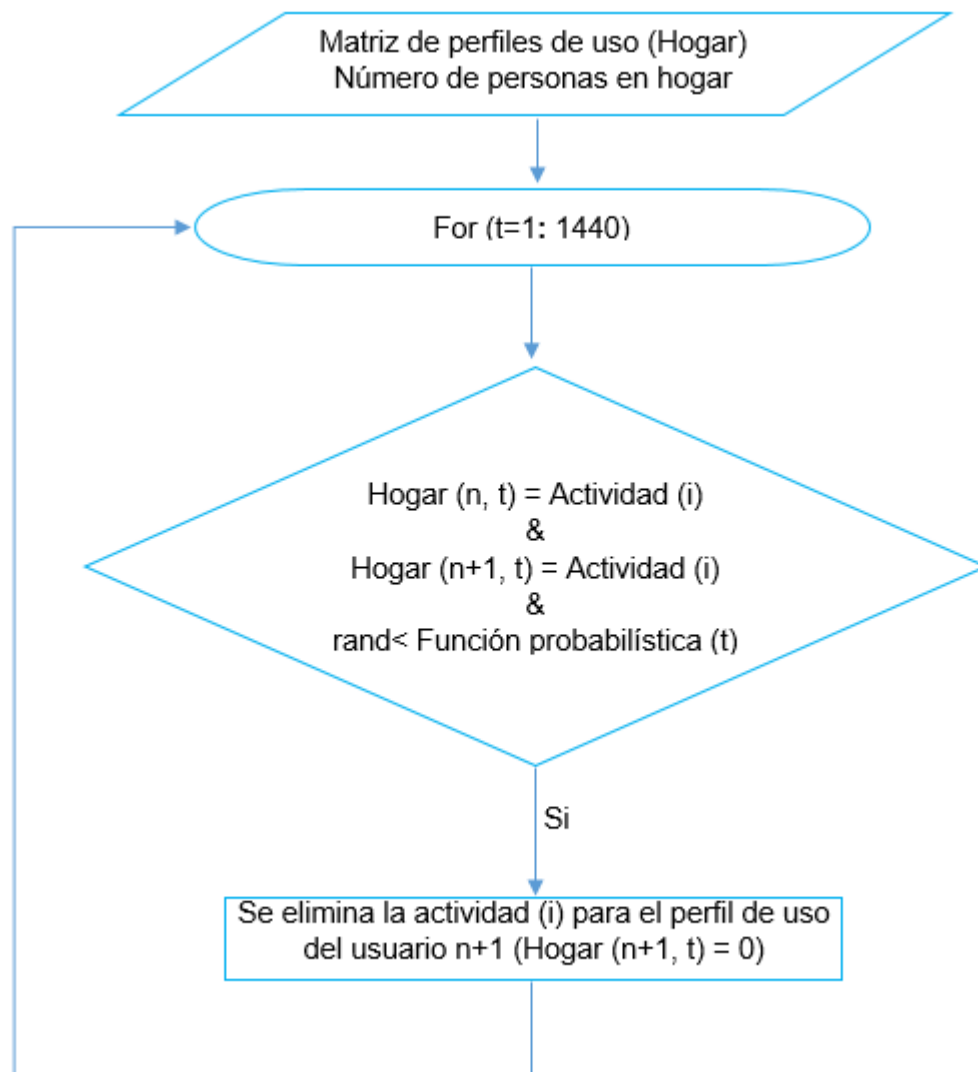 Matriz de perfiles de uso (Hogar)
Número de personas en hogar
For (t=1: 1440)
Hogar (n, t) = Actividad (i)
&
Hogar (n+1, t) = Actividad (i)
&
rand< Función probabilística (t)
Si
Se elimina la actividad (i) para el perfil de uso
del usuario n+1 (Hogar (n+1, t) = 0)